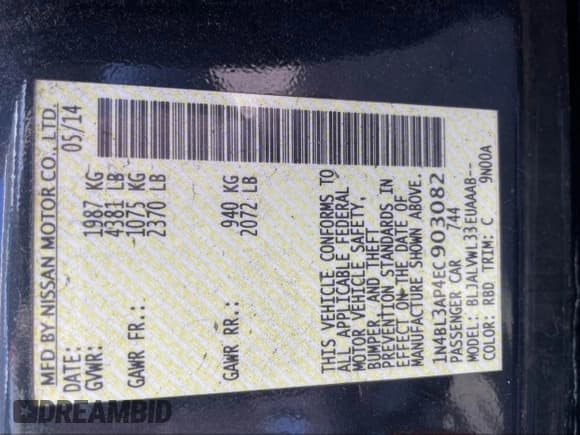 MFD BY NISSAN MOTOR CO., LTD.
DATE: 05/14
GVWR: 1987 KG
4381 LB
GAWR FR.: 1075 KG
2370 LB
GAWR RR.: 940 KG
2072 LB
THIS VEHICLE CONFORMS TO
ALL APPLICABLE FEDERAL
MOTOR VEHICLE SAFETY,
BUMPER, AND THEFT
PREVENTION STANDARDS IN
EFFECT ON THE DATE OF
MANUFACTURE SHOWN ABOVE.
1N4BL3AP4EC903082
PASSENGER CAR 744
MODEL: BLJALVWL33EUAAAB--
COLOR: RBD TRIM: C 9N00A
DREAMBID